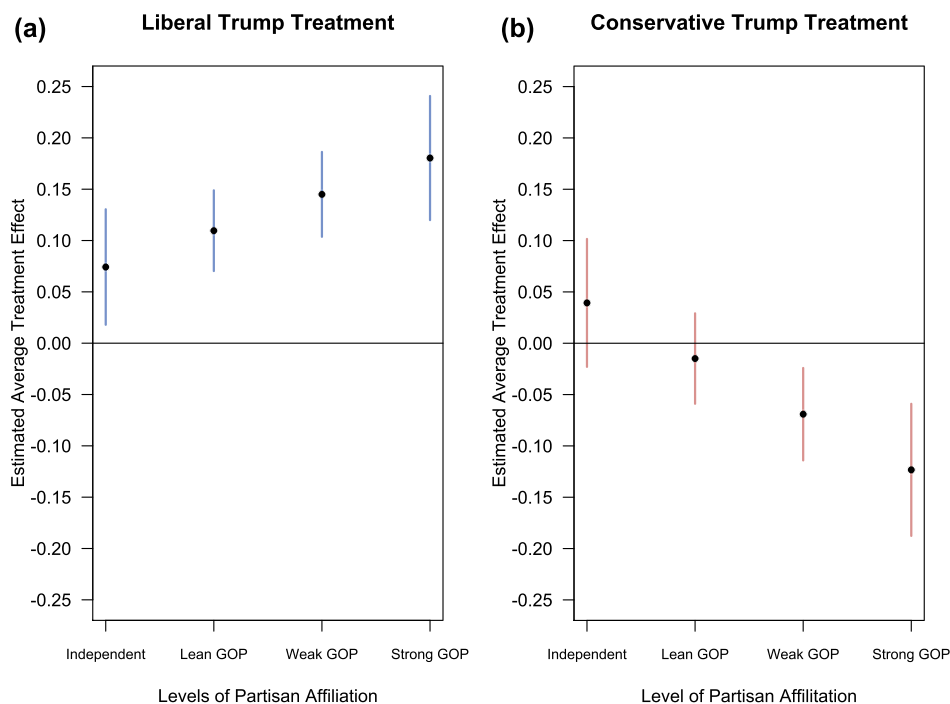 (a)
Liberal Trump Treatment
Estimated Average Treatment Effect
0.25
0.20
0.15
0.10
0.05
0.00
-0.05
-0.10
-0.15
-0.20
-0.25
Independent
Lean GOP
Weak GOP
Strong GOP
Levels of Partisan Affiliation
(b)
Conservative Trump Treatment
Estimated Average Treatment Effect
0.25
0.20
0.15
0.10
0.05
0.00
-0.05
-0.10
-0.15
-0.20
-0.25
Independent
Lean GOP
Weak GOP
Strong GOP
Level of Partisan Affilitation